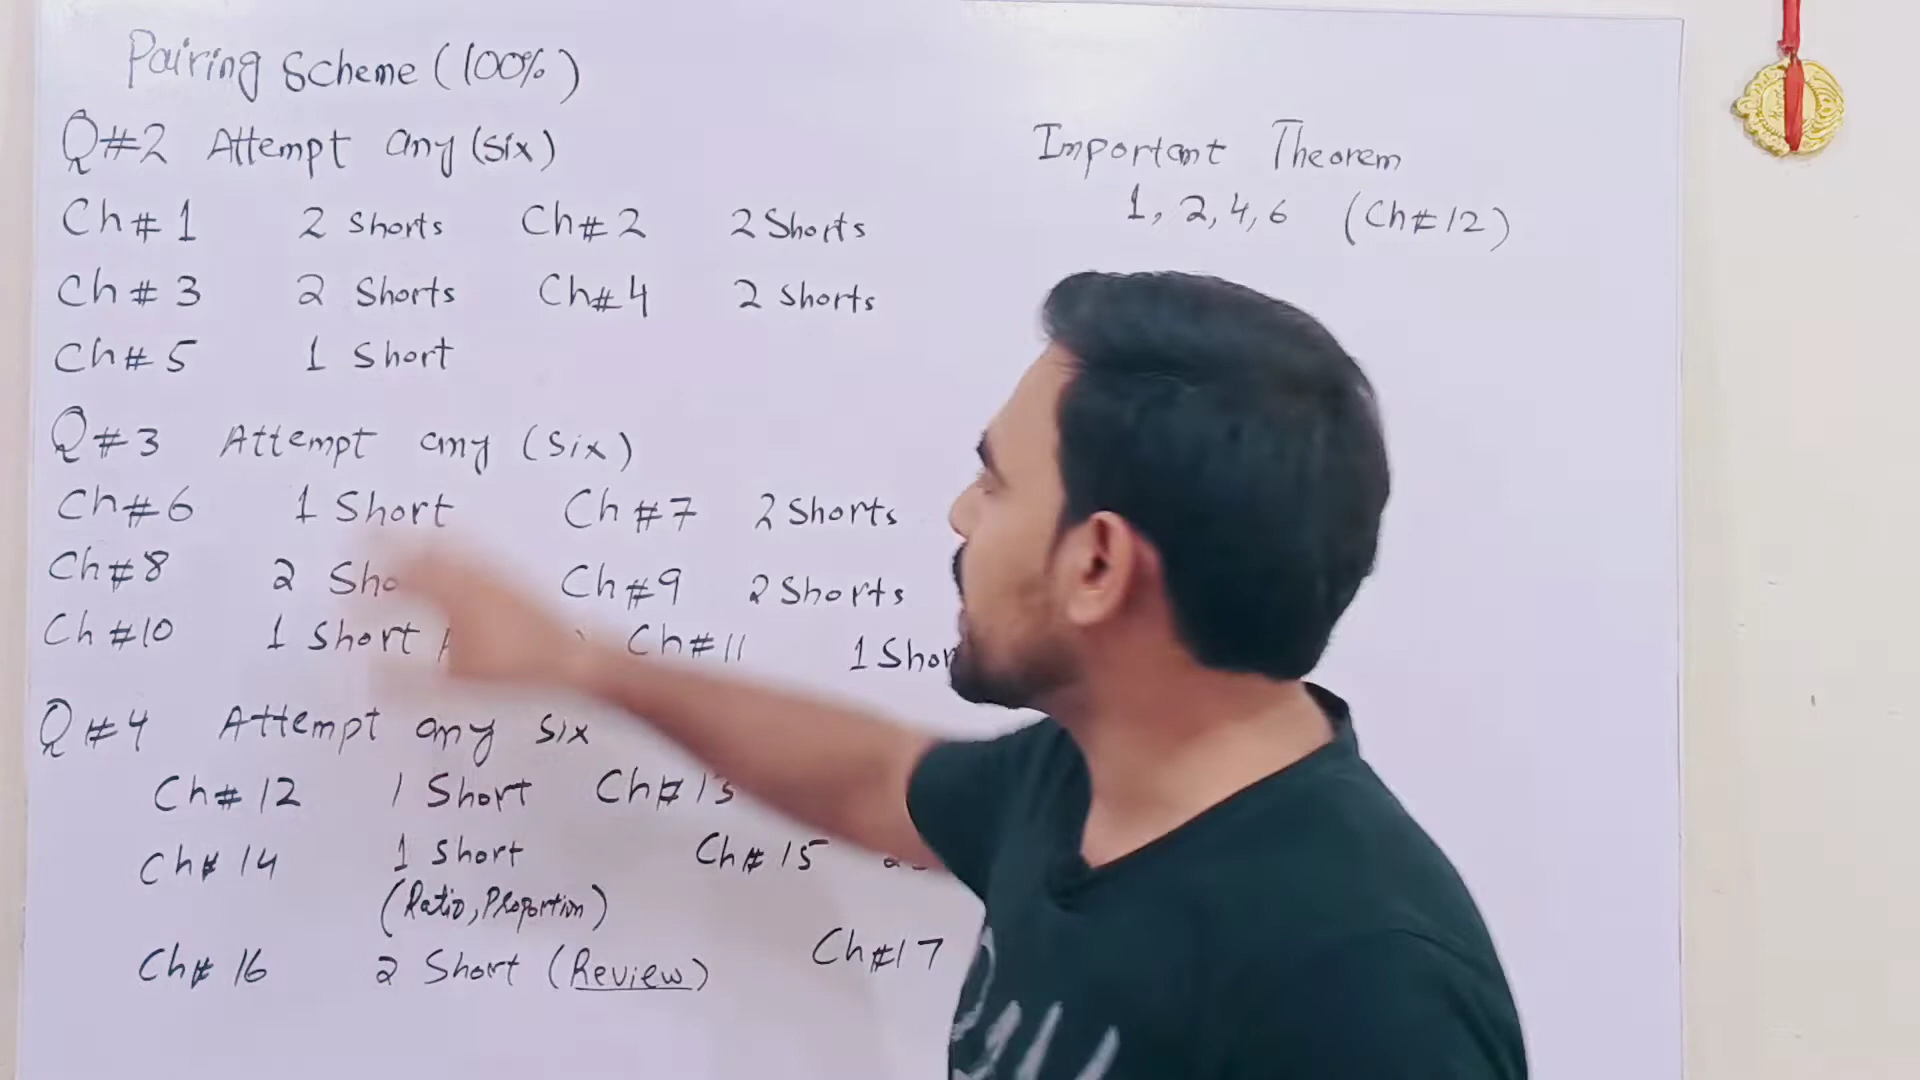 Pairing Scheme (100%)
Q#2 Attempt any (six)
Ch#1 2 Shorts Ch#2 2 Shorts
Ch#3 2 Shorts Ch#4 2 Shorts
Ch#5 1 Short
Q#3 Attempt any (six)
Ch#6 1 Short Ch#7 2 Shorts
Ch#8 2 Sho Ch#9 2 Shorts
Ch#10 1 Short Ch#11 1 Shor
Q#4 Attempt any six
Ch#12 1 Short Ch#13
Ch#14 1 Short Ch#15
(Ratio, Proportion)
Ch#16 2 Short (Review) Ch#17
Important Theorem
1, 2, 4, 6 (Ch#12)